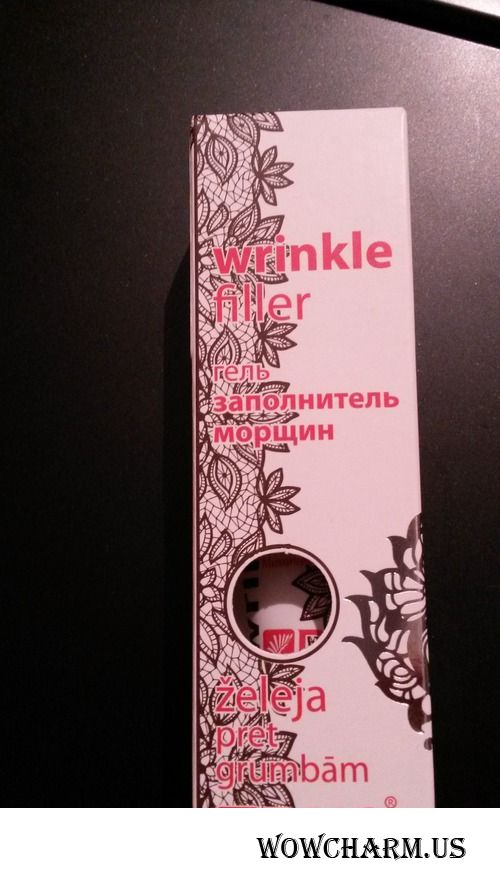 wrinkle
filler
гель
заполнитель
морщин
želeja
pret
grumbām
®
WOWCHARM.US